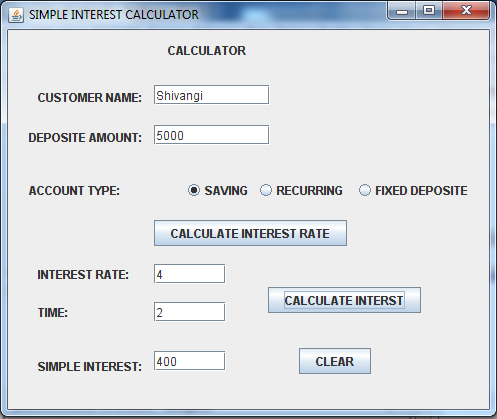 SIMPLE INTEREST CALCULATOR
CALCULATOR
CUSTOMER NAME: Shivangi
DEPOSITE AMOUNT: 5000
ACCOUNT TYPE: SAVING RECURRING FIXED DEPOSITE
CALCULATE INTEREST RATE
INTEREST RATE: 4
CALCULATE INTERST
TIME: 2
SIMPLE INTEREST: 400
CLEAR